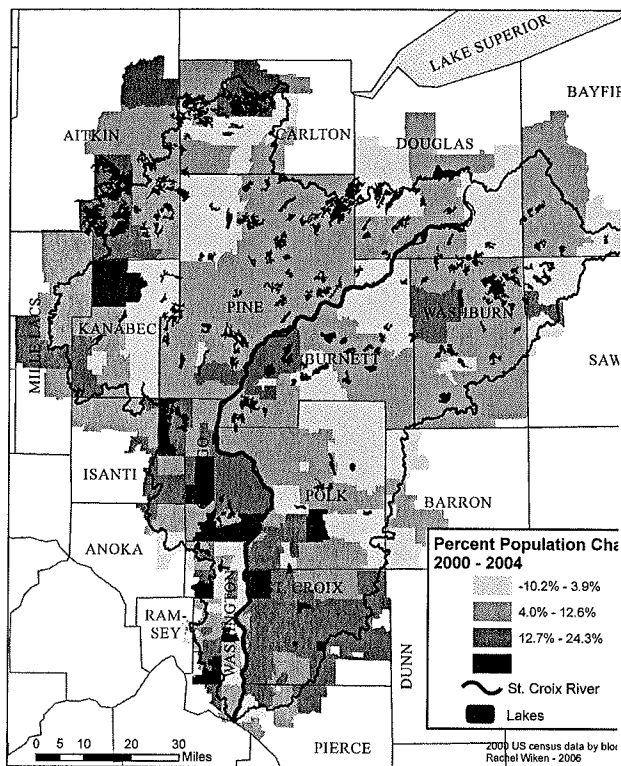 LAKE SUPERIOR
BAYFI
AITKIN
CARLTON
DOUGLAS
MILLE LACS
KANABEC
PINE
BURNETT
WASHBURN
SAW
ISANTI
POLK
BARRON
ANOKA
RAM-
SEY
WASHINGTON
ST. CROIX
DUNN
PIERCE
Percent Population Cha
2000 - 2004
-10.2% - 3.9%
4.0% - 12.6%
12.7% - 24.3%
St. Croix River
Lakes
0 5 10 20 30
Miles
2000 US census data by bloc
Rachel Wiken - 2006